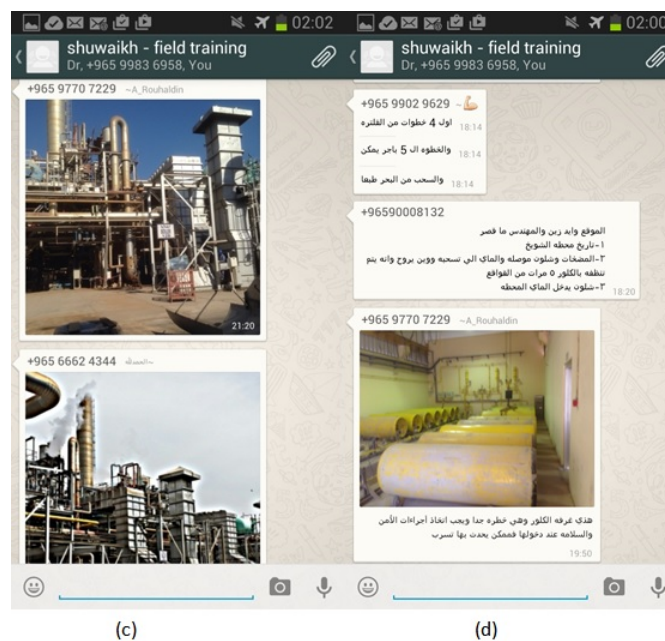 02:02
shuwaikh - field training
Dr, +965 9983 6958, You
+965 9770 7229 ~A_Rouhaldin
21:20
+965 6662 4344
(c)
02:00
shuwaikh - field training
Dr, +965 9983 6958, You
+965 9902 9629 ~💪
اول 4 خطوات من الفلتره
18:14
والخطوه ال 5 ياجر يمكن
18:14
والسحب من البحر طبعا
18:14
+96590008132
الموقع وايد زين والمهندس ما قصر
١-تاريخ محطه الشويخ
٢-المضخات وشلون موصله والماي الي تسحبه ووين يروح وانه يتم
تنظفه بالكلور ٥ مرات من القواقع
٣-شلون يدخل الماي المحطه
18:20
+965 9770 7229 ~A_Rouhaldin
هذي غرفه الكلور وهي خطره جدا ويجب اتخاذ أجراءات الأمن
والسلامه عند دخولها فممكن يحدث بها تسرب
19:50
(d)